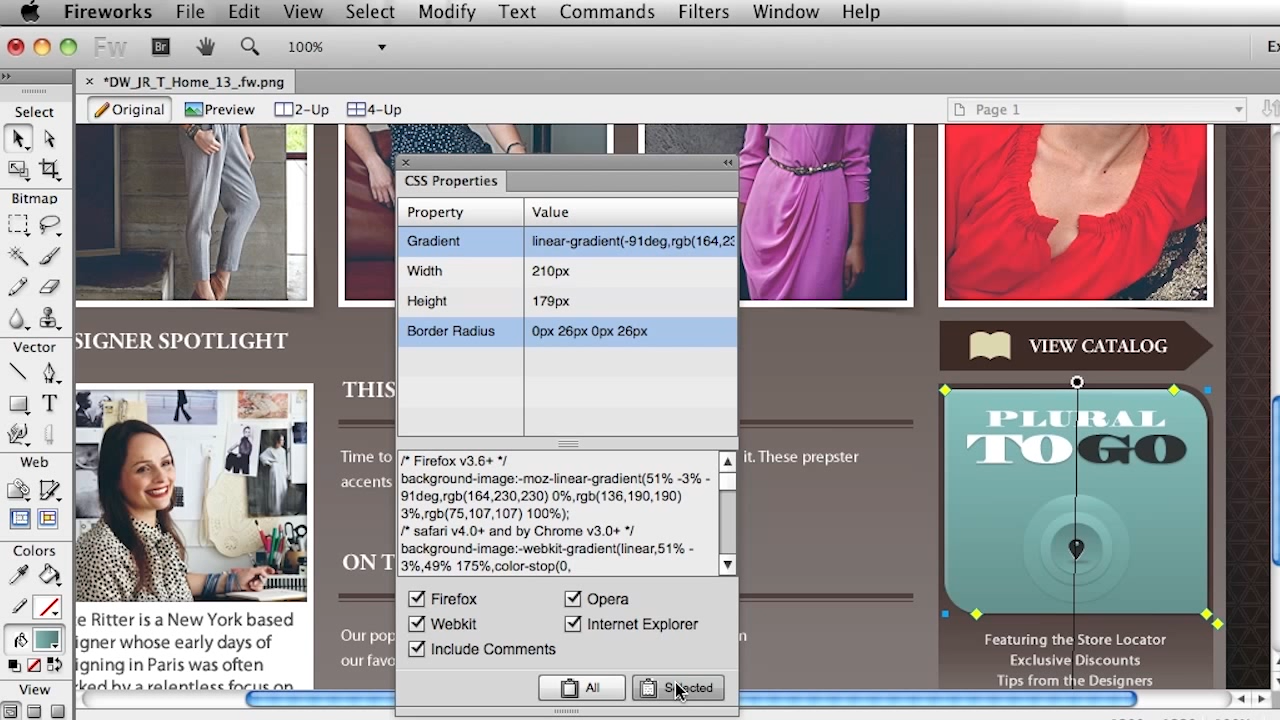 Fireworks File Edit View Select Modify Text Commands Filters Window Help
Fw Br 100%
*DW_JR_T_Home_13_.fw.png
Original Preview 2-Up 4-Up Page 1
Select
Bitmap
Vector
Web
Colors
View
CSS Properties
Property Value
Gradient linear-gradient(-91deg,rgb(164,23
Width 210px
Height 179px
Border Radius 0px 26px 0px 26px
/* Firefox v3.6+ */
background-image:-moz-linear-gradient(51% -3% -
91deg,rgb(164,230,230) 0%,rgb(136,190,190)
3%,rgb(75,107,107) 100%);
/* safari v4.0+ and by Chrome v3.0+ */
background-image:-webkit-gradient(linear,51% -
3%,49% 175%,color-stop(0,
Firefox Opera
Webkit Internet Explorer
Include Comments
All Selected
SIGNER SPOTLIGHT
e Ritter is a New York based
igner whose early days of
igning in Paris was often
ked by a relentless focus on
THIS
Time to it. These prepster
accents
ON T
Our pop n
our favo
VIEW CATALOG
PLURAL
TO GO
Featuring the Store Locator
Exclusive Discounts
Tips from the Designers